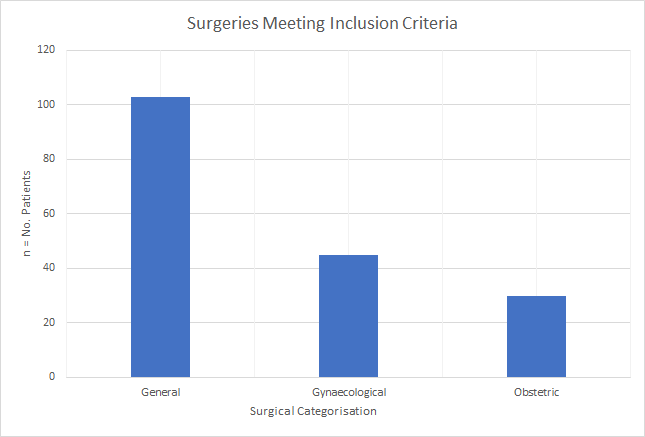 Surgeries Meeting Inclusion Criteria
120
100
80
60
40
20
0
n = No. Patients
General Gynaecological Obstetric
Surgical Categorisation